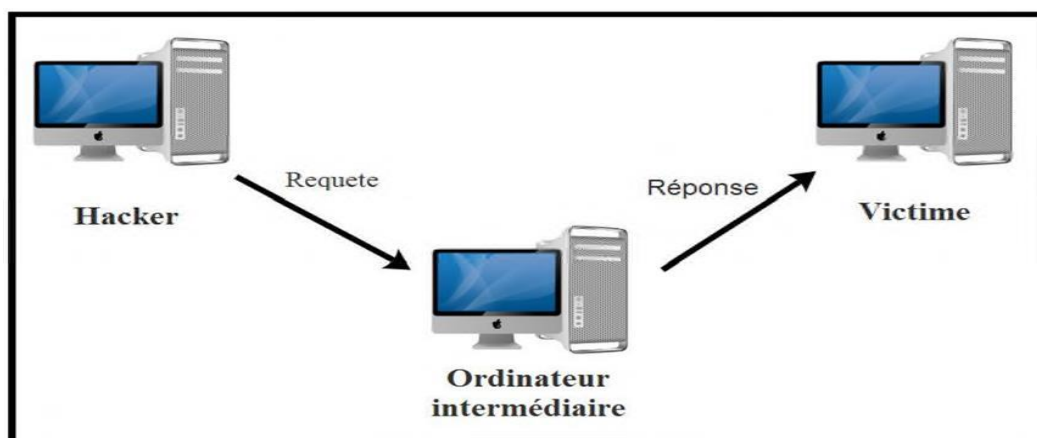 Requete
Réponse
Hacker
Victime
Ordinateur
intermédiaire